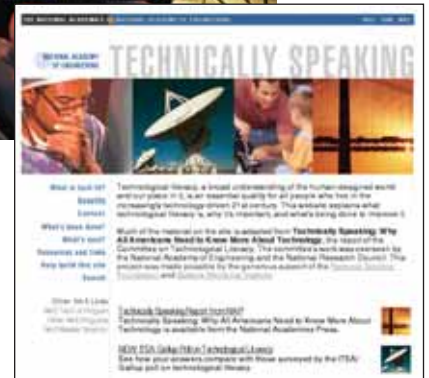 THE NATIONAL ACADEMIES NATIONAL ACADEMY OF ENGINEERING
NATIONAL ACADEMY
OF ENGINEERING
TECHNICALLY SPEAKING
What is tech lit?
Benefits
Context
What's been done?
What's next?
Resources and links
Help build this site
Search
Other NAE Links
Technological literacy, a broad understanding of the human-designed world
and our place in it, is an essential quality for all people who live in the
increasingly technology-driven 21st century. This website explains what
technological literacy is, why it's important, and what's being done to improve it.
Much of the material on the site is adapted from Technically Speaking: Why
All Americans Need to Know More About Technology, the report of the
Committee on Technological Literacy. The committee's work was overseen by
the National Academy of Engineering and the National Research Council. This
project was made possible by the generous support of the National Science
Foundation and
Technically Speaking Report from NAP
Technically Speaking: Why All Americans Need to Know More About
Technology is available from the National Academies Press.
NEW ITEA/Gallup Poll on Technological Literacy
See how your answers compare with those surveyed by the ITEA/
Gallup poll on technological literacy.